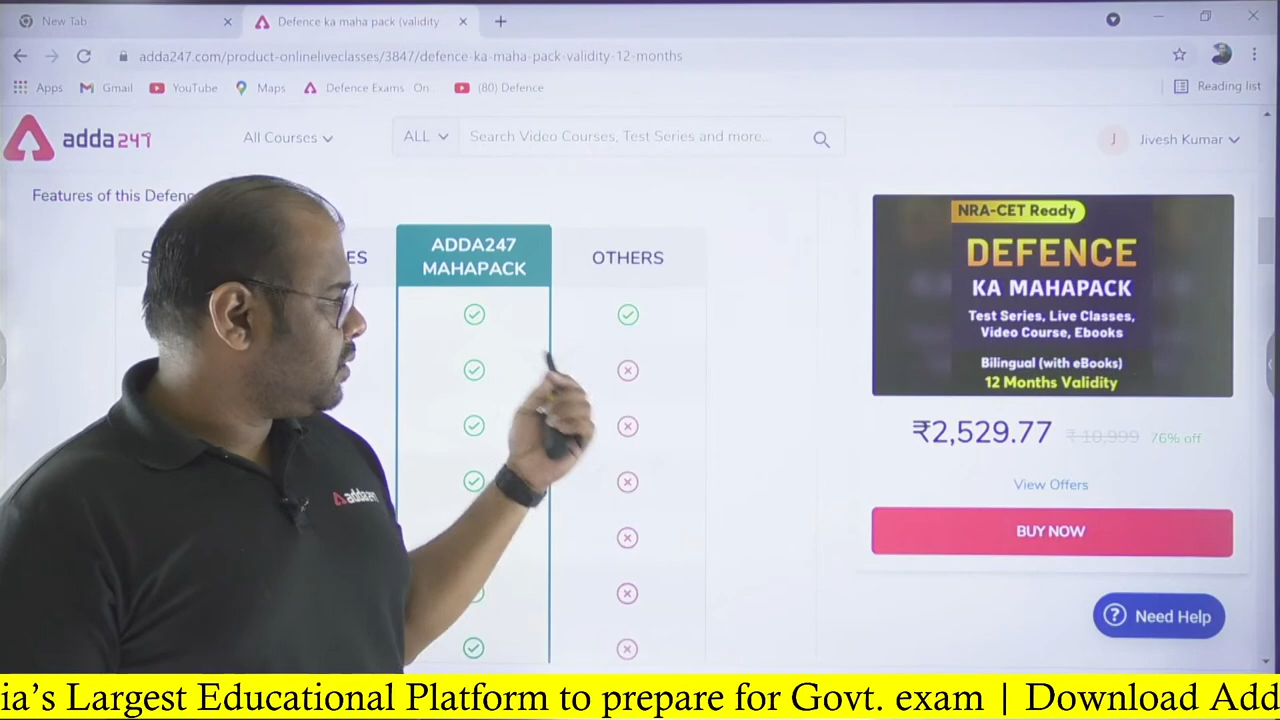 New Tab
Defence ka maha pack (validity
adda247.com/product-onlineliveclasses/3847/defence-ka-maha-pack-validity-12-months
Apps Gmail YouTube Maps Defence Exams On... (80) Defence Reading list
adda247 All Courses ALL Search Video Courses, Test Series and more... J Jivesh Kumar
Features of this Defenc
S ES
ADDA247
MAHAPACK
OTHERS
NRA-CET Ready
DEFENCE
KA MAHAPACK
Test Series, Live Classes,
Video Course, Ebooks
Bilingual (with eBooks)
12 Months Validity
₹2,529.77 ₹ 10,999 76% off
View Offers
BUY NOW
Need Help
adda247
ia's Largest Educational Platform to prepare for Govt. exam | Download Add